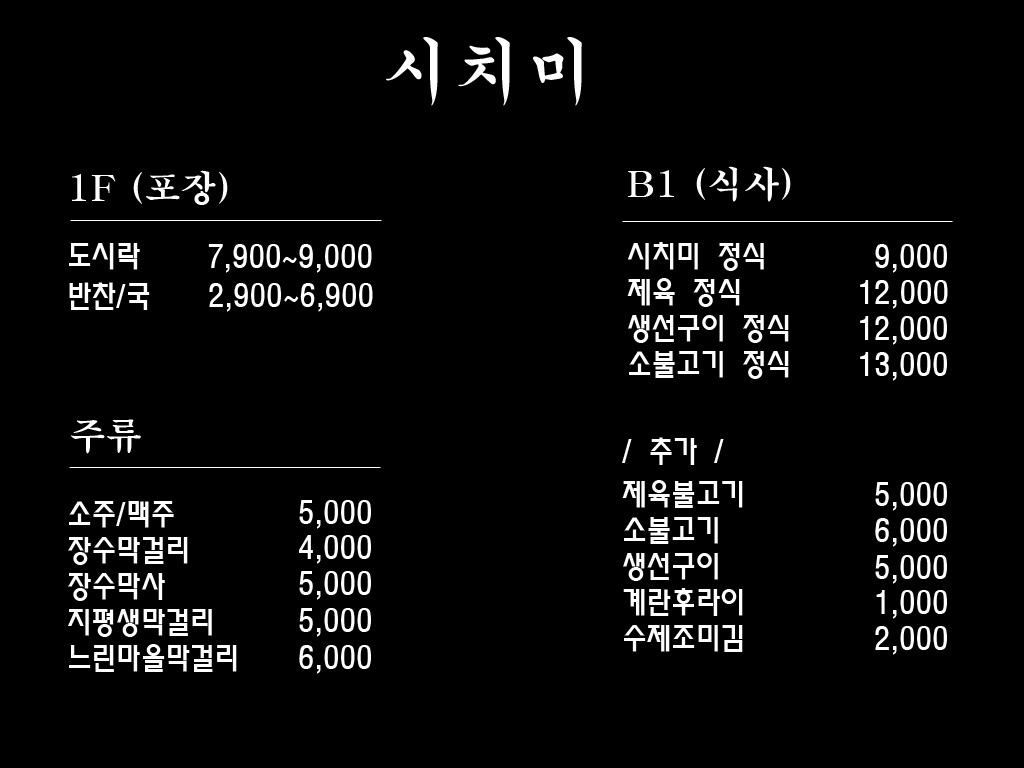 시치미
1F (포장)
도시락 7,900~9,000
반찬/국 2,900~6,900
주류
소주/맥주 5,000
장수막걸리 4,000
장수막사 5,000
지평생막걸리 5,000
느린마을막걸리 6,000
B1 (식사)
시치미 정식 9,000
제육 정식 12,000
생선구이 정식 12,000
소불고기 정식 13,000
/ 추가 /
제육불고기 5,000
소불고기 6,000
생선구이 5,000
계란후라이 1,000
수제조미김 2,000